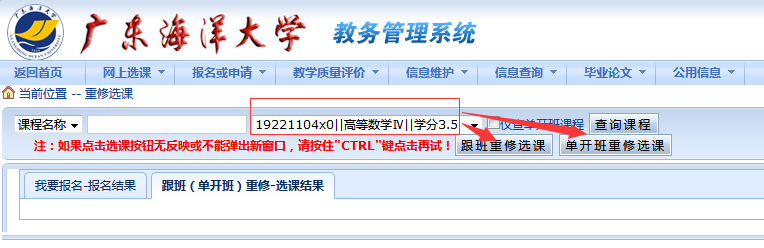 广东海洋大学 教务管理系统
返回首页 网上选课 报名或申请 教学质量评价 信息维护 信息查询 毕业论文 公用信息
当前位置 -- 重修选课
课程名称 19221104x0||高等数学Ⅳ||学分3.5 仅查单开班课程 查询课程
注：如果点击选课按钮无反映或不能弹出新窗口，请按住"CTRL"键点击再试！ 跟班重修选课 单开班重修选课
我要报名-报名结果 跟班（单开班）重修-选课结果